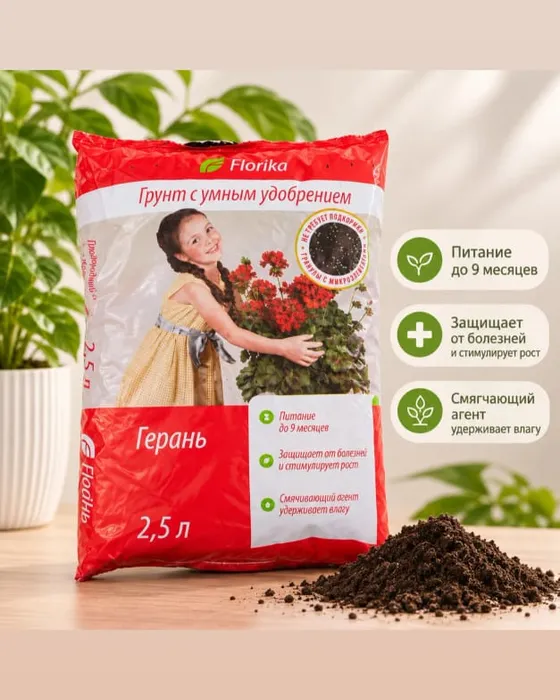 Florika
Грунт с умным удобрением
НЕ ТРЕБУЕТ ПОДКОРМКИ
ГРАНУЛЫ С МИКРОЭЛЕМЕНТАМИ
Герань
2,5 л
Питание
до 9 месяцев
Защищает от болезней
и стимулирует рост
Смячивающий агент
удерживает влагу
2,5 л
Питание
до 9 месяцев
Защищает
от болезней
и стимулирует рост
Смягчающий
агент
удерживает влагу